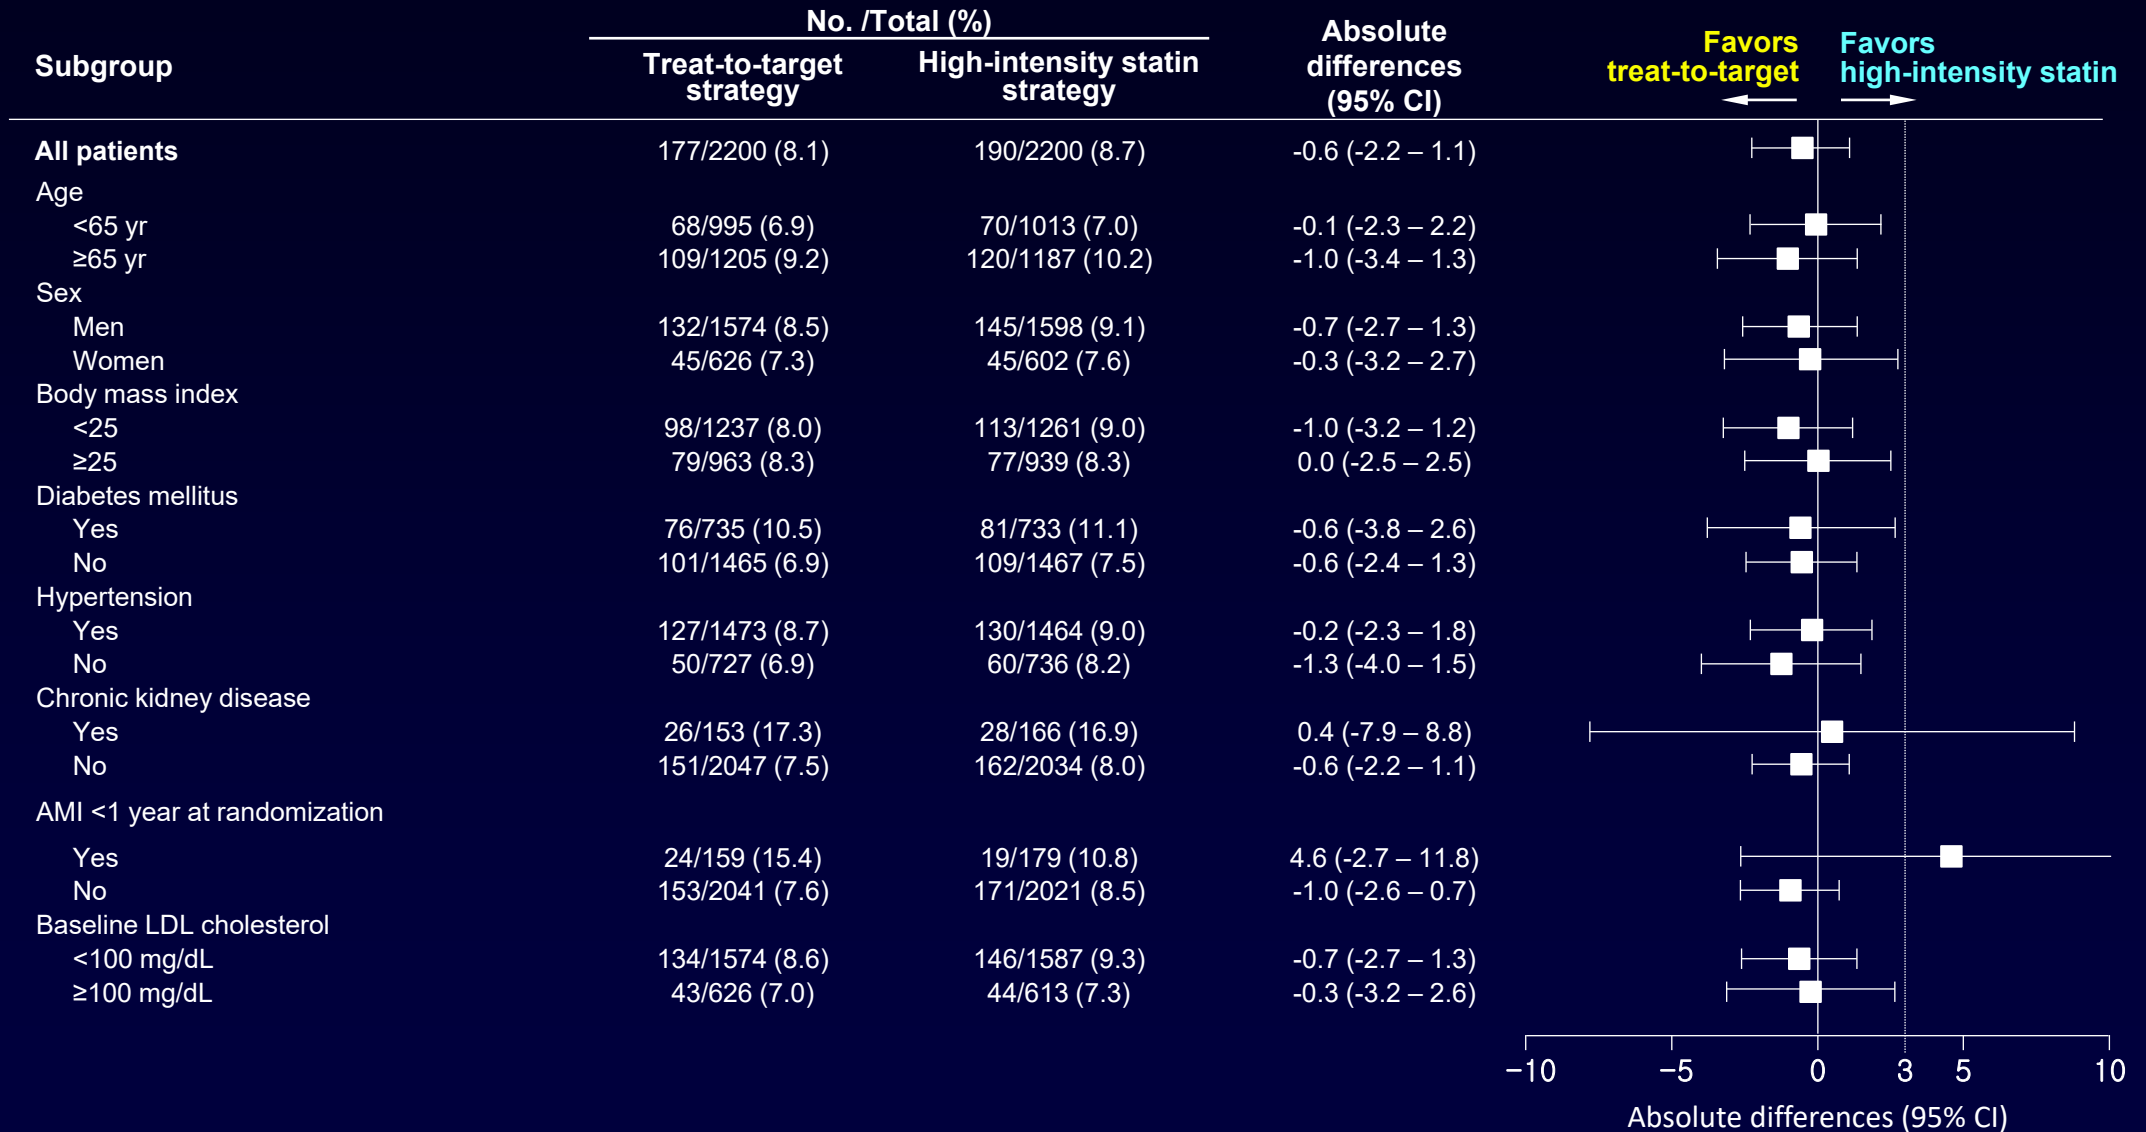 No. /Total (%)
Subgroup
Treat-to-target
strategy
High-intensity statin
strategy
Absolute
differences
(95% CI)
Favors
treat-to-target
Favors
high-intensity statin
All patients 177/2200 (8.1) 190/2200 (8.7) -0.6 (-2.2 – 1.1)
Age
<65 yr 68/995 (6.9) 70/1013 (7.0) -0.1 (-2.3 – 2.2)
≥65 yr 109/1205 (9.2) 120/1187 (10.2) -1.0 (-3.4 – 1.3)
Sex
Men 132/1574 (8.5) 145/1598 (9.1) -0.7 (-2.7 – 1.3)
Women 45/626 (7.3) 45/602 (7.6) -0.3 (-3.2 – 2.7)
Body mass index
<25 98/1237 (8.0) 113/1261 (9.0) -1.0 (-3.2 – 1.2)
≥25 79/963 (8.3) 77/939 (8.3) 0.0 (-2.5 – 2.5)
Diabetes mellitus
Yes 76/735 (10.5) 81/733 (11.1) -0.6 (-3.8 – 2.6)
No 101/1465 (6.9) 109/1467 (7.5) -0.6 (-2.4 – 1.3)
Hypertension
Yes 127/1473 (8.7) 130/1464 (9.0) -0.2 (-2.3 – 1.8)
No 50/727 (6.9) 60/736 (8.2) -1.3 (-4.0 – 1.5)
Chronic kidney disease
Yes 26/153 (17.3) 28/166 (16.9) 0.4 (-7.9 – 8.8)
No 151/2047 (7.5) 162/2034 (8.0) -0.6 (-2.2 – 1.1)
AMI <1 year at randomization
Yes 24/159 (15.4) 19/179 (10.8) 4.6 (-2.7 – 11.8)
No 153/2041 (7.6) 171/2021 (8.5) -1.0 (-2.6 – 0.7)
Baseline LDL cholesterol
<100 mg/dL 134/1574 (8.6) 146/1587 (9.3) -0.7 (-2.7 – 1.3)
≥100 mg/dL 43/626 (7.0) 44/613 (7.3) -0.3 (-3.2 – 2.6)
−10 −5 0 3 5 10
Absolute differences (95% CI)